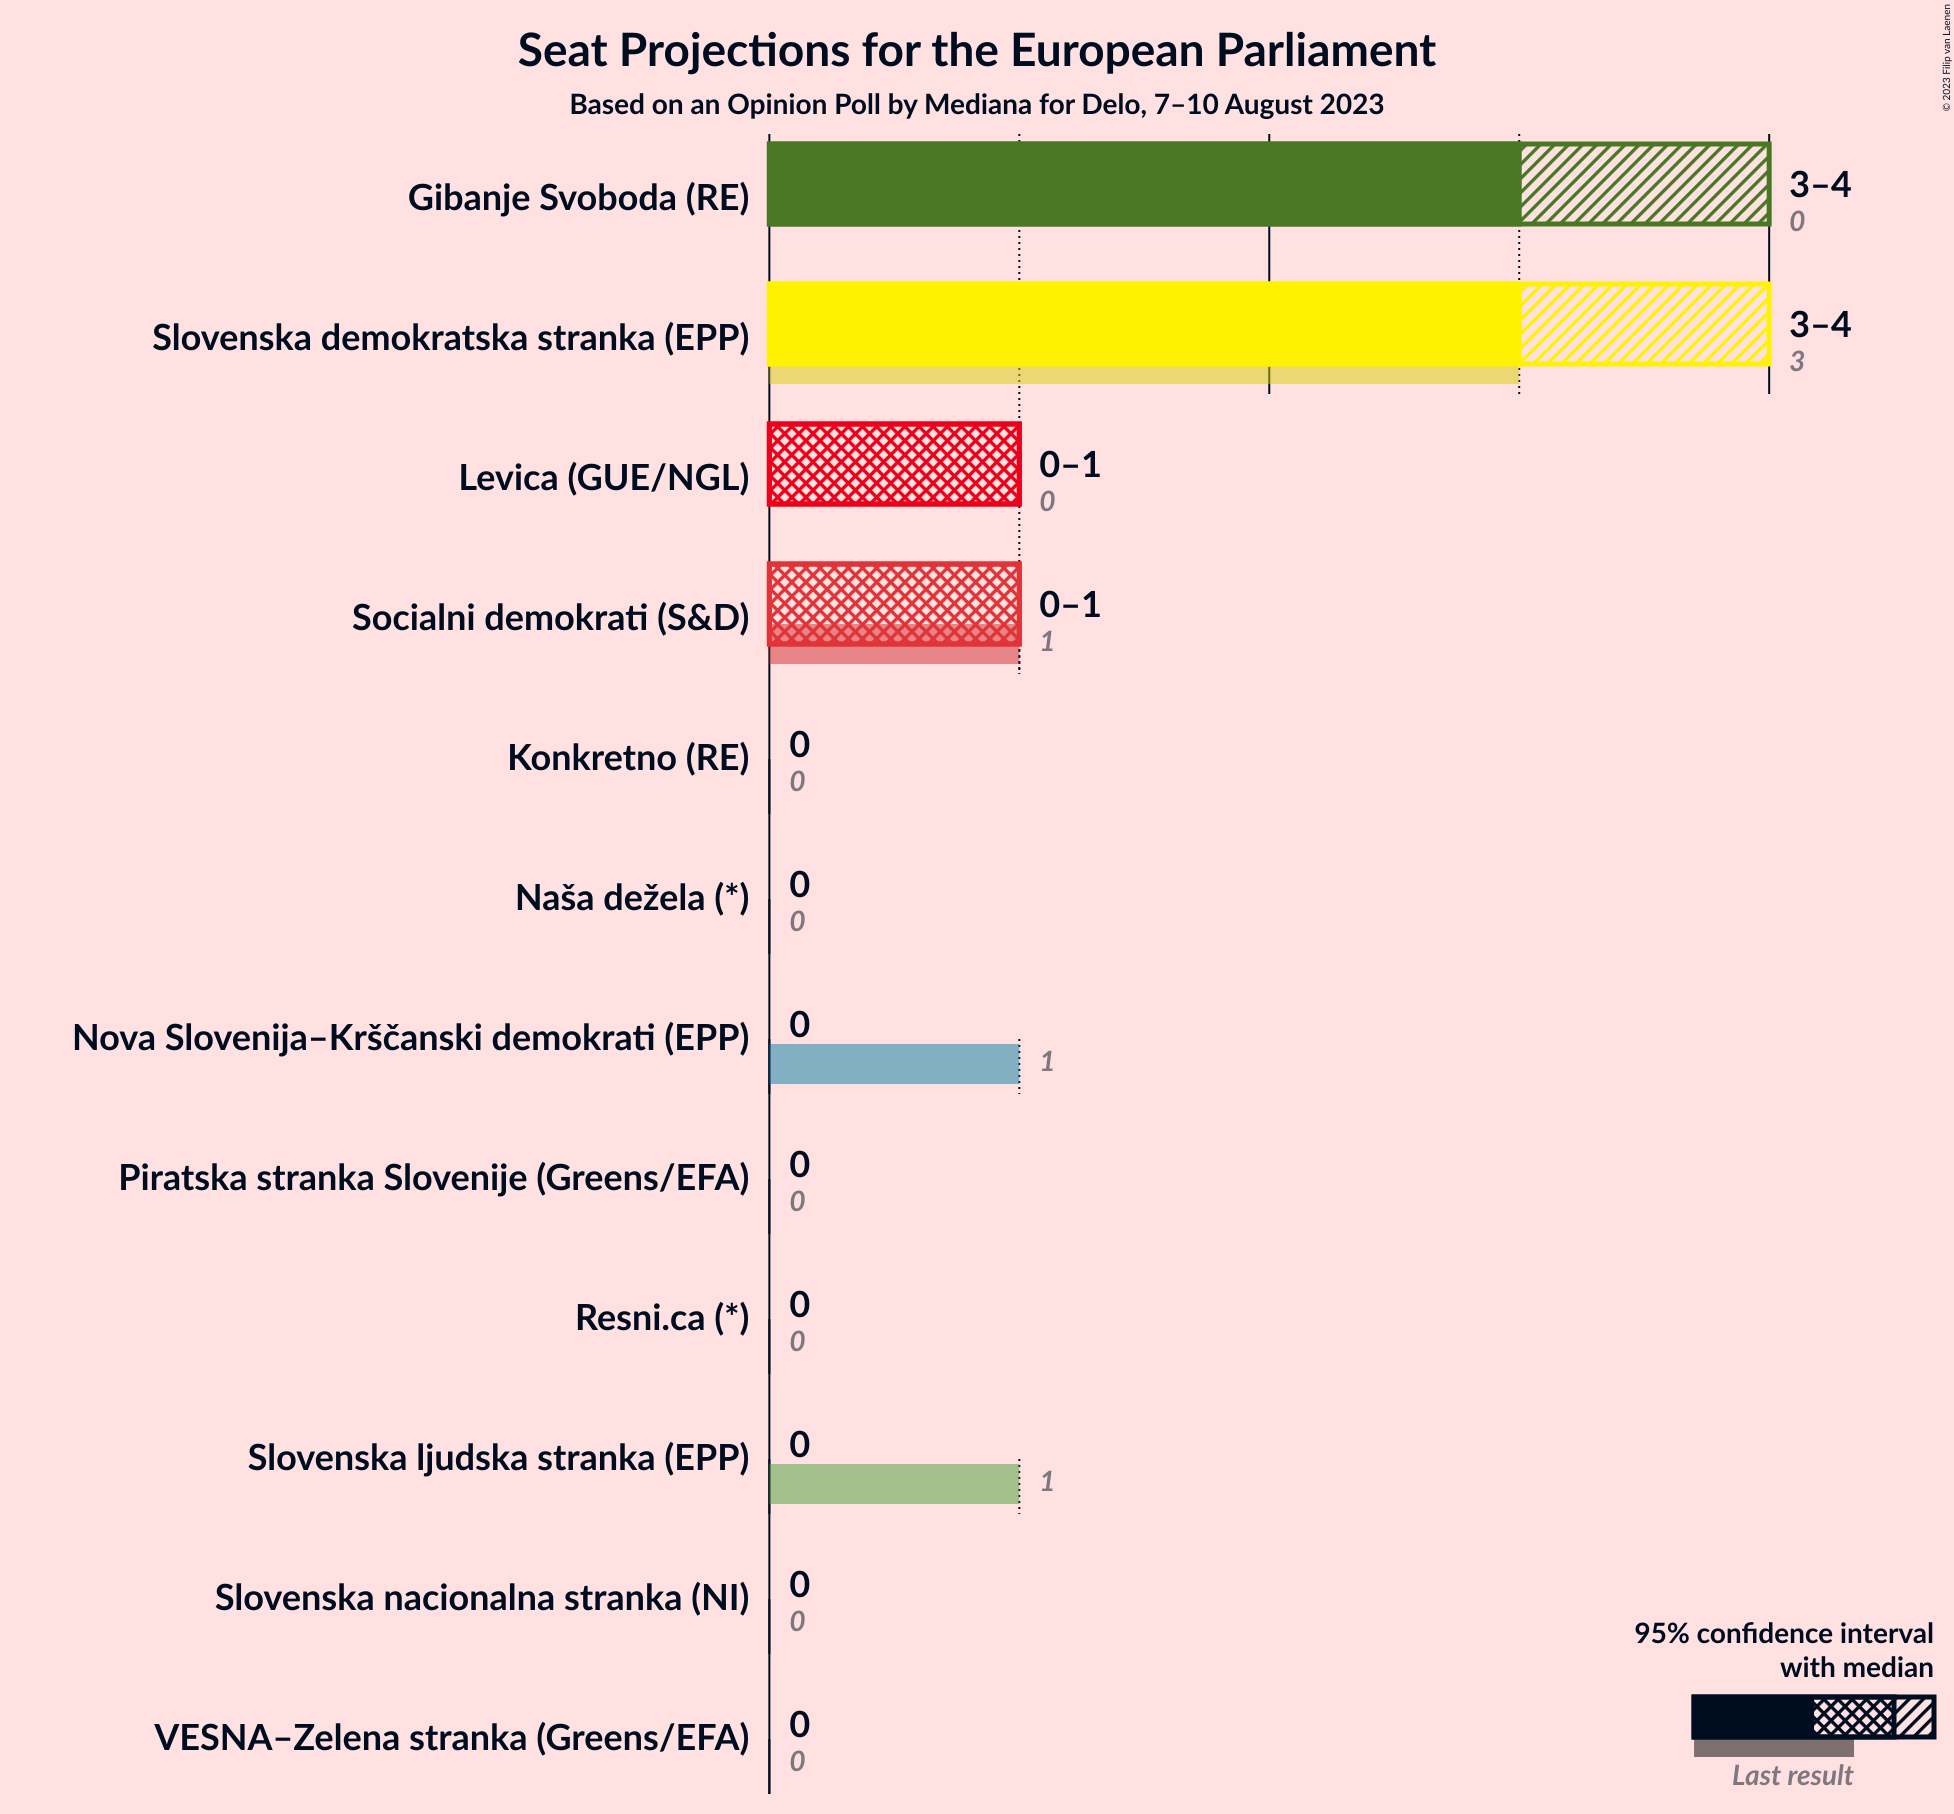 Seat Projections for the European Parliament
Based on an Opinion Poll by Mediana for Delo, 7–10 August 2023
© 2023 Filip van Laenen
Gibanje Svoboda (RE)
3–4
0
Slovenska demokratska stranka (EPP)
3–4
3
Levica (GUE/NGL)
0–1
0
Socialni demokrati (S&D)
0–1
1
Konkretno (RE)
0
0
Naša dežela (*)
0
0
Nova Slovenija–Krščanski demokrati (EPP)
0
1
Piratska stranka Slovenije (Greens/EFA)
0
0
Resni.ca (*)
0
0
Slovenska ljudska stranka (EPP)
0
1
Slovenska nacionalna stranka (NI)
0
0
VESNA–Zelena stranka (Greens/EFA)
0
0
95% confidence interval
with median
Last result